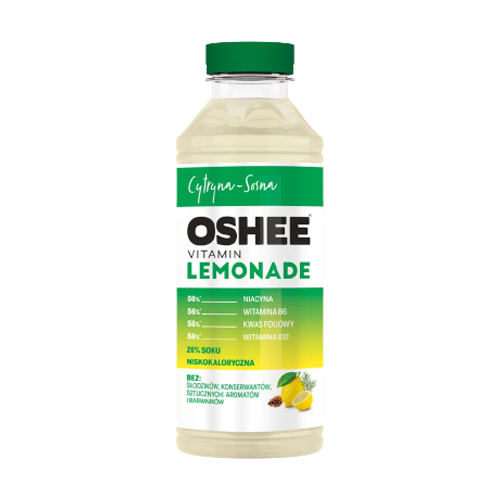 Cytryna-Sosna
OSHEE®
VITAMIN
LEMONADE
50%* NIACYNA
50%* WITAMINA B6
50%* KWAS FOLIOWY
50%* WITAMINA B12
20% SOKU
NISKOKALORYCZNA
BEZ:
SŁODZIKÓW, KONSERWANTÓW,
SZTUCZNYCH: AROMATÓW
I BARWNIKÓW